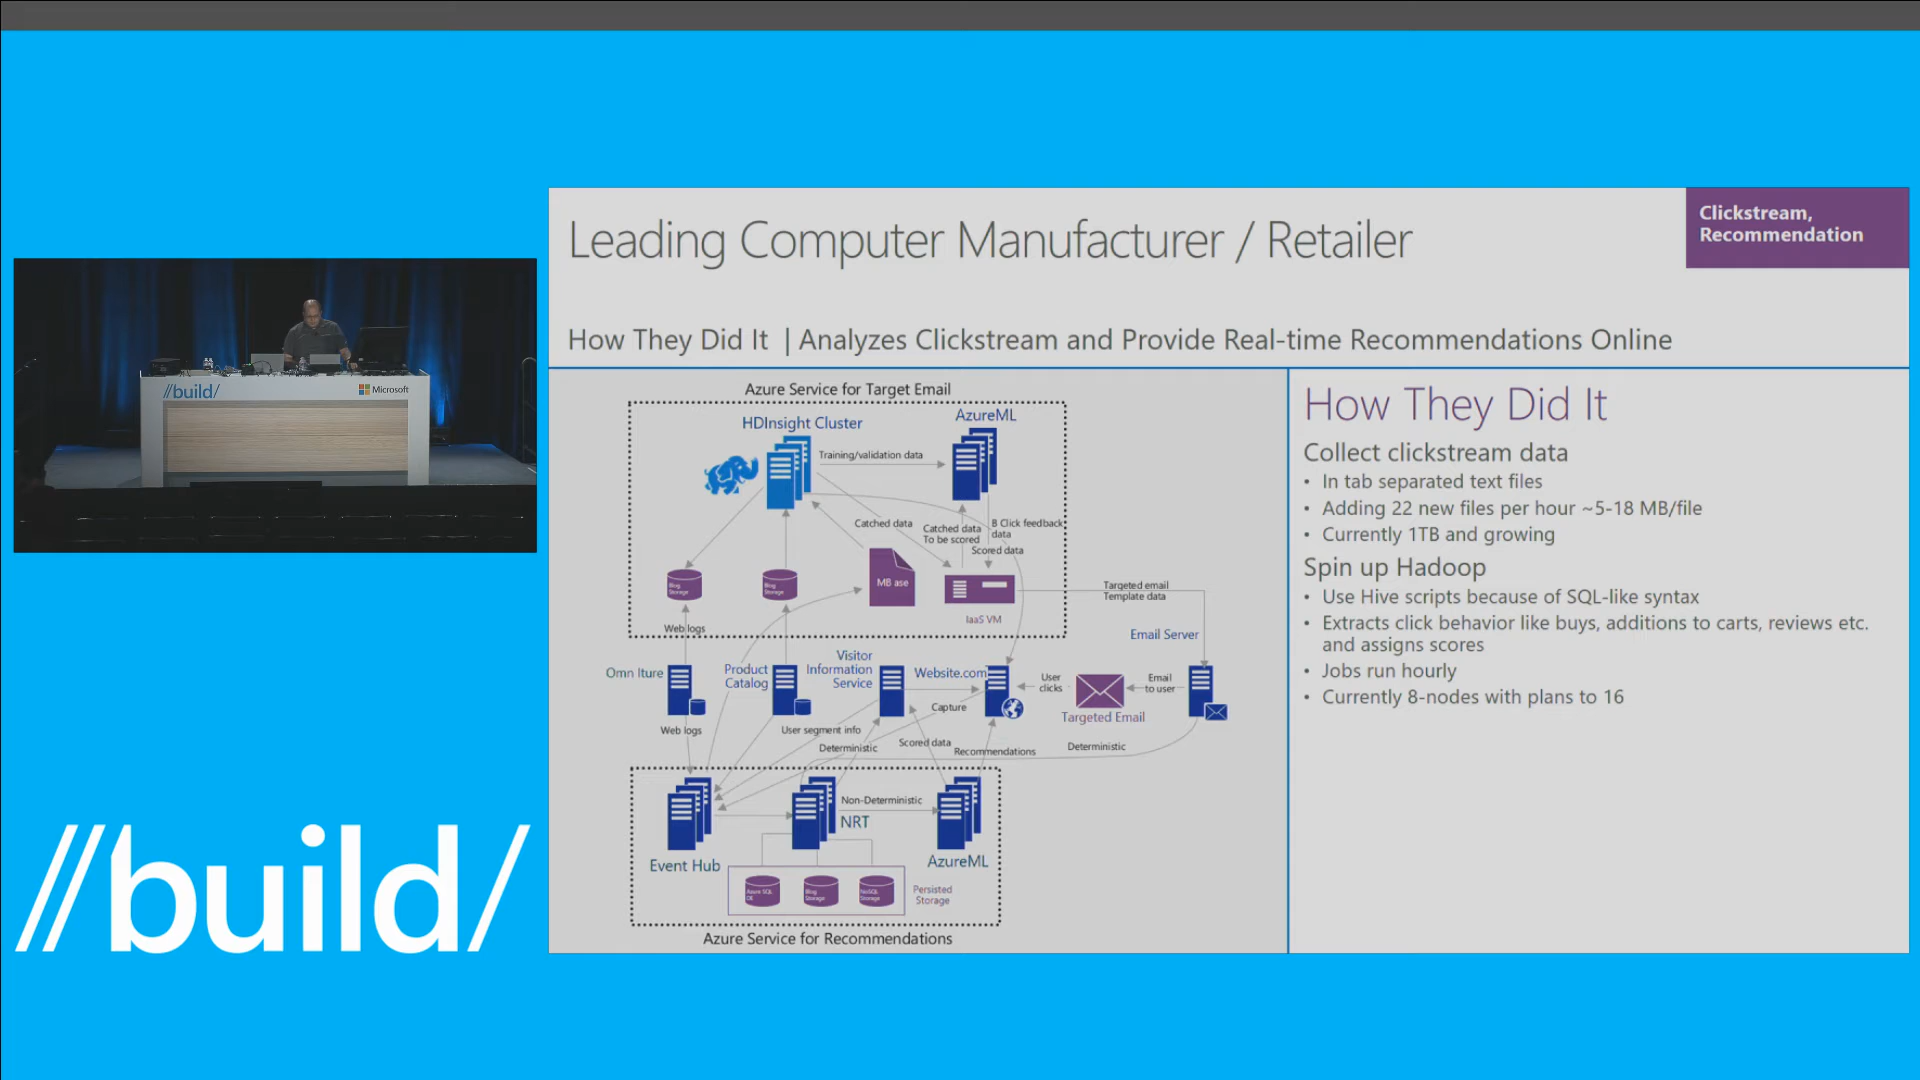 //build/
Microsoft
//build/
Leading Computer Manufacturer / Retailer
Clickstream,
Recommendation
How They Did It | Analyzes Clickstream and Provide Real-time Recommendations Online
Azure Service for Target Email
HDInsight Cluster
AzureML
Training/validation data
Catched data
Catched data
To be scored
B Click feedback
data
Scored data
Blog
Storage
Blog
Storage
MB ase
IaaS VM
Web logs
Targeted email
Template data
Email Server
Omn Iture
Product
Catalog
Visitor
Information
Service
Website.com
User
clicks
Email
to user
Targeted Email
Capture
Web logs
User segment info
Deterministic
Scored data
Recommendations
Deterministic
Non-Deterministic
NRT
Event Hub
AzureML
Azure SQL
DB
Blog
Storage
NoSQL
Storage
Persisted
Storage
Azure Service for Recommendations
How They Did It
Collect clickstream data
• In tab separated text files
• Adding 22 new files per hour ~5-18 MB/file
• Currently 1TB and growing
Spin up Hadoop
• Use Hive scripts because of SQL-like syntax
• Extracts click behavior like buys, additions to carts, reviews etc.
and assigns scores
• Jobs run hourly
• Currently 8-nodes with plans to 16